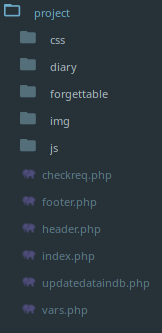 project
css
diary
forgettable
img
js
checkreq.php
footer.php
header.php
index.php
updatedataindb.php
vars.php